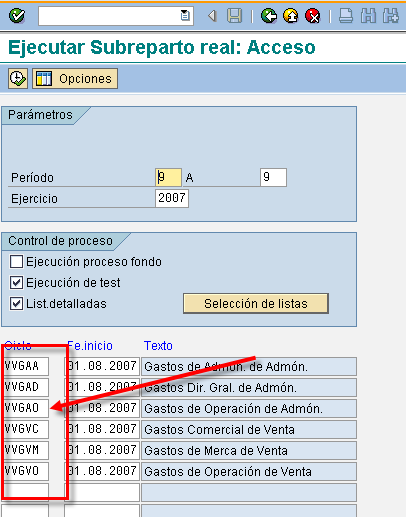 Ejecutar Subreparto real: Acceso
Opciones
Parámetros
Período 9 A 9
Ejercicio 2007
Control de proceso
Ejecución proceso fondo
Ejecución de test
List.detalladas Selección de listas
Ciclo Fe.inicio Texto
VVGAA 01.08.2007 Gastos de Admón. de Admón.
VVGAD 01.08.2007 Gastos Dir. Gral. de Admón.
VVGAO 01.08.2007 Gastos de Operación de Admón.
VVGVC 01.08.2007 Gastos Comercial de Venta
VVGVM 01.08.2007 Gastos de Merca de Venta
VVGVO 01.08.2007 Gastos de Operación de Venta